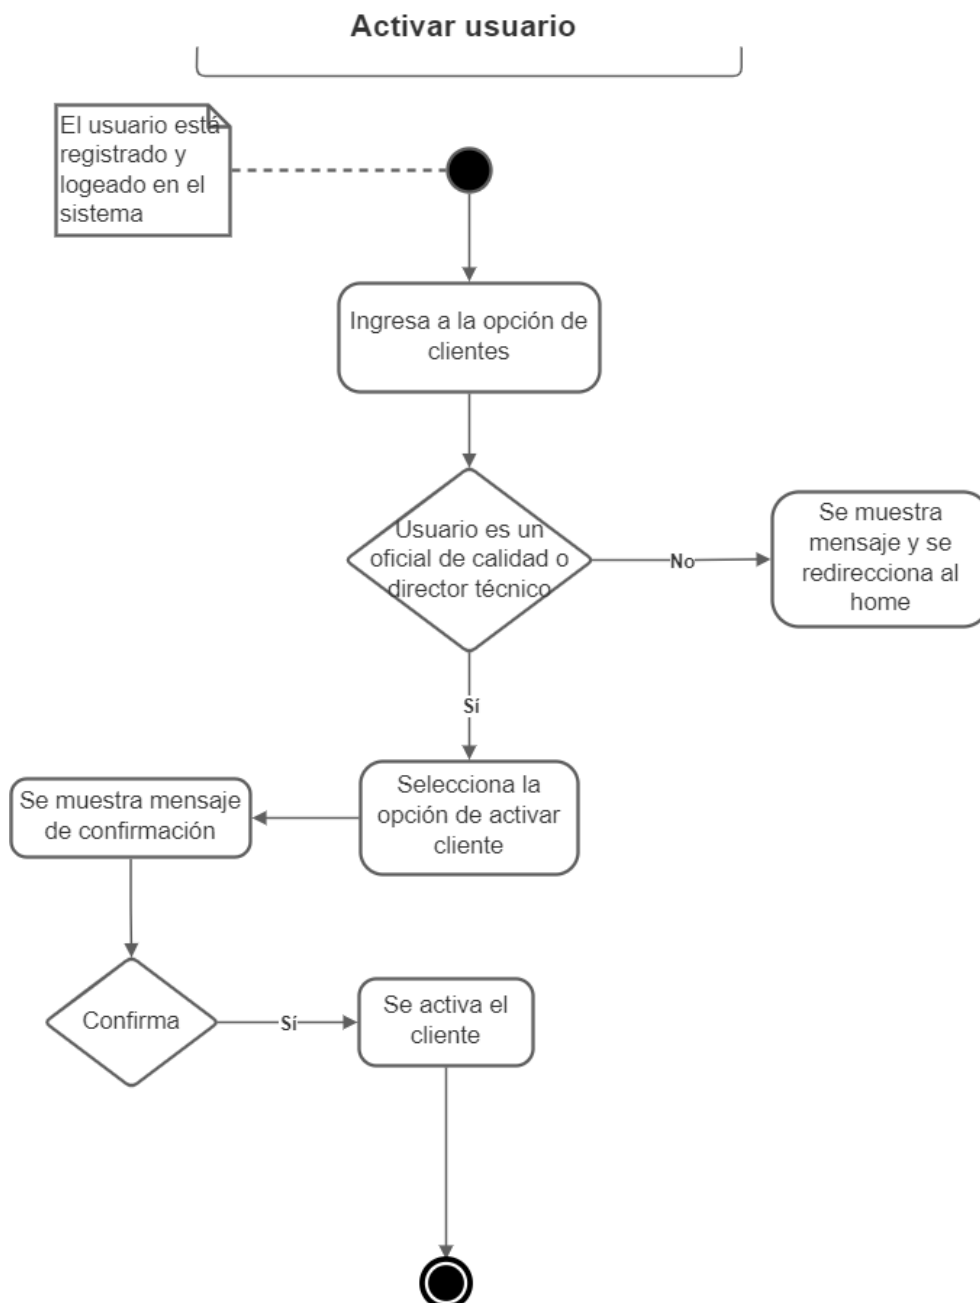 Activar usuario
El usuario está
registrado y
logeado en el
sistema
Ingresa a la opción de
clientes
Usuario es un
oficial de calidad o
director técnico
No
Se muestra
mensaje y se
redirecciona al
home
Sí
Selecciona la
opción de activar
cliente
Se muestra mensaje
de confirmación
Confirma
Sí
Se activa el
cliente